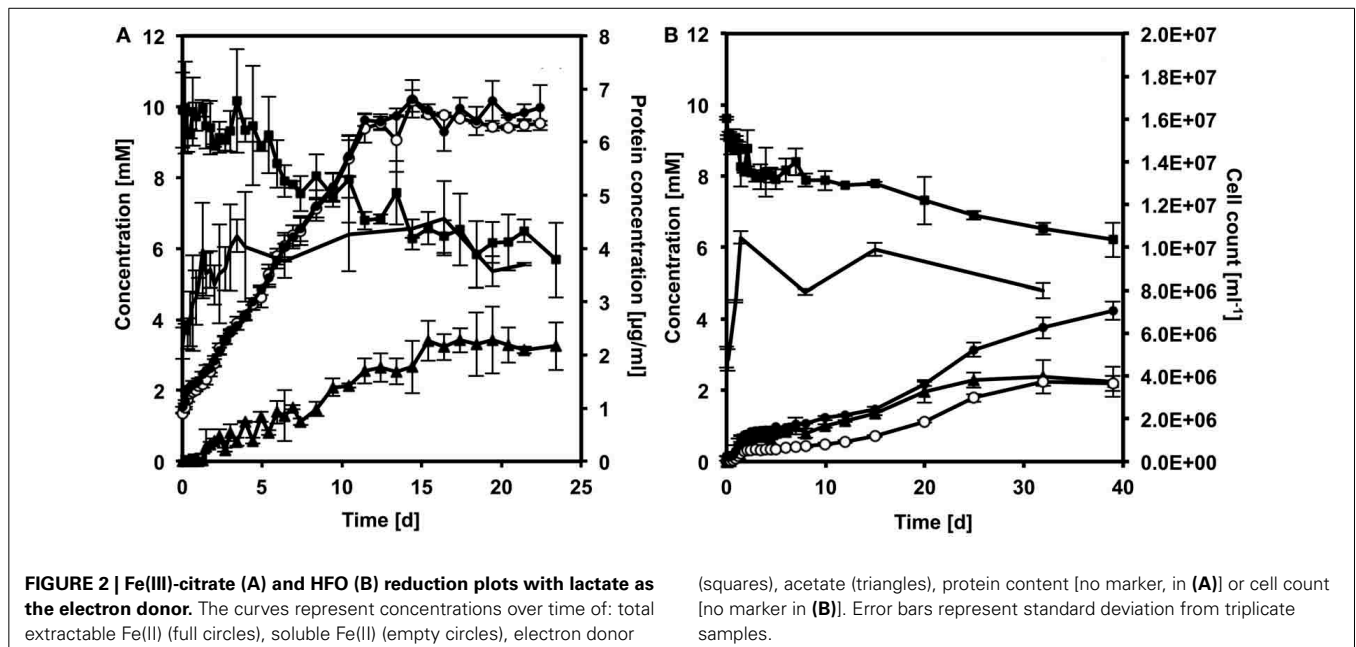 A
12
10
8
6
4
2
0
Concentration [mM]
8
7
6
5
4
3
2
1
0
Protein concentration [µg/ml]
0 5 10 15 20 25
Time [d]
B
12
10
8
6
4
2
0
Concentration [mM]
2.0E+07
1.8E+07
1.6E+07
1.4E+07
1.2E+07
1.0E+07
8.0E+06
6.0E+06
4.0E+06
2.0E+06
0.0E+00
Cell count [ml-1]
0 10 20 30 40
Time [d]
FIGURE 2 | Fe(III)-citrate (A) and HFO (B) reduction plots with lactate as
the electron donor. The curves represent concentrations over time of: total
extractable Fe(II) (full circles), soluble Fe(II) (empty circles), electron donor
(squares), acetate (triangles), protein content [no marker, in (A)] or cell count
[no marker in (B)]. Error bars represent standard deviation from triplicate
samples.